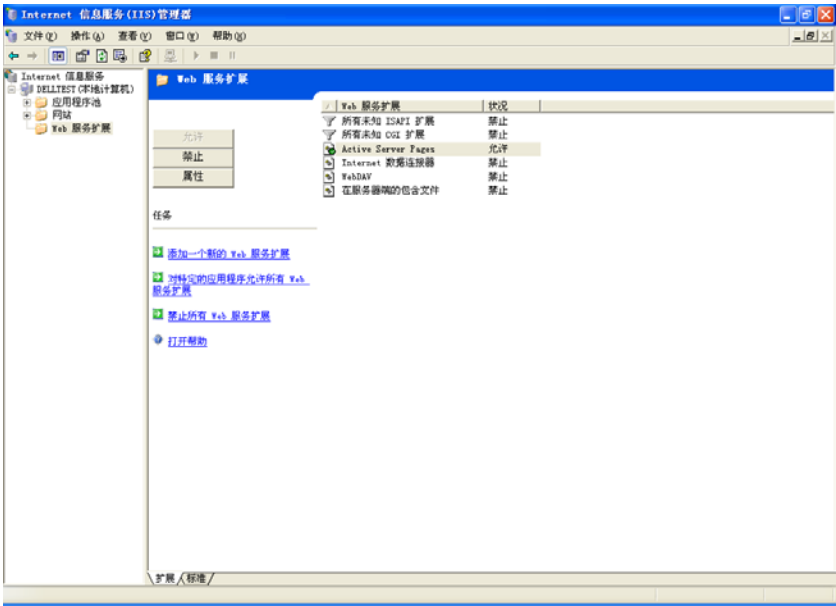 Internet 信息服务(IIS)管理器
文件(F) 操作(A) 查看(V) 窗口(W) 帮助(H)
Internet 信息服务
DELLTEST(本地计算机)
应用程序池
网站
Web 服务扩展
Web 服务扩展
允许
禁止
属性
任务
添加一个新的 Web 服务扩展
对特定的应用程序允许所有 Web
服务扩展
禁止所有 Web 服务扩展
打开帮助
Web 服务扩展 状况
所有未知 ISAPI 扩展 禁止
所有未知 CGI 扩展 禁止
Active Server Pages 允许
Internet 数据连接器 禁止
WebDAV 禁止
在服务器端的包含文件 禁止
扩展 标准